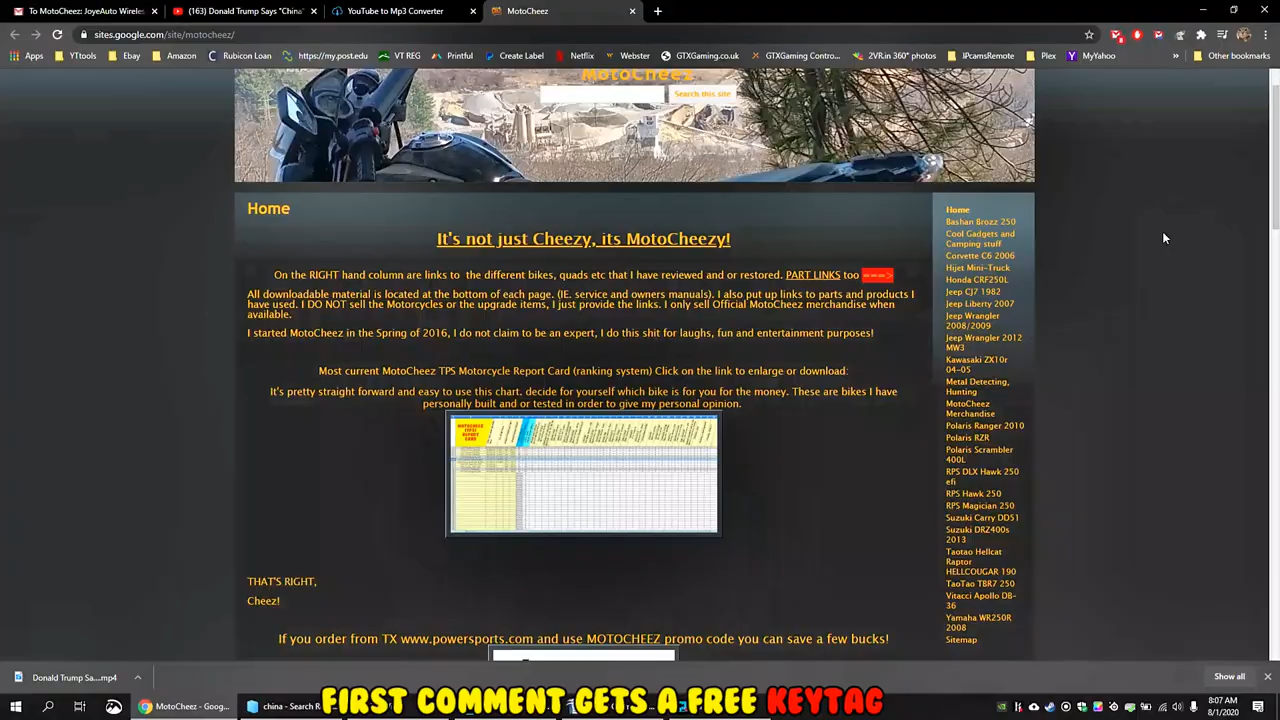 To MotoCheez: JoyeAuto Wireless
(163) Donald Trump Says "China"
YouTube to Mp3 Converter
MotoCheez
sites.google.com/site/motocheez/
Apps
YTtools
Ebay
Amazon
Rubicon Loan
https://my.post.edu
VT REG
Printful
Create Label
Netflix
Webster
GTXGaming.co.uk
GTXGaming Contro...
2VR.in 360° photos
IPcamsRemote
Plex
MyYahoo
Other bookmarks
MotoCheez
Search this site
Home
It's not just Cheezy, its MotoCheezy!
On the RIGHT hand column are links to the different bikes, quads etc that I have reviewed and or restored. PART LINKS too ===>
All downloadable material is located at the bottom of each page. (IE. service and owners manuals). I also put up links to parts and products I
have used. I DO NOT sell the Motorcycles or the upgrade items, I just provide the links. I only sell Official MotoCheez merchandise when
available.
I started MotoCheez in the Spring of 2016, I do not claim to be an expert, I do this shit for laughs, fun and entertainment purposes!
Most current MotoCheez TPS Motorcycle Report Card (ranking system) Click on the link to enlarge or download:
It's pretty straight forward and easy to use this chart. decide for yourself which bike is for you for the money. These are bikes I have
personally built and or tested in order to give my personal opinion.
MOTOCHEEZ
(TPS)
REPORT
CARD
THAT'S RIGHT,
Cheez!
If you order from TX www.powersports.com and use MOTOCHEEZ promo code you can save a few bucks!
Home
Bashan Brozz 250
Cool Gadgets and
Camping stuff
Corvette C6 2006
Hijet Mini-Truck
Honda CRF250L
Jeep CJ7 1982
Jeep Liberty 2007
Jeep Wrangler
2008/2009
Jeep Wrangler 2012
MW3
Kawasaki ZX10r
04-05
Metal Detecting,
Hunting
MotoCheez
Merchandise
Polaris Ranger 2010
Polaris RZR
Polaris Scrambler
400L
RPS DLX Hawk 250
efi
RPS Hawk 250
RPS Magician 250
Suzuki Carry DD51
Suzuki DRZ400s
2013
Taotao Hellcat
Raptor
HELLCOUGAR 190
TaoTao TBR7 250
Vitacci Apollo DB-
36
Yamaha WR250R
2008
Sitemap
Donald Trump Sa....mp4
Show all
MotoCheez - Google
china - Search R
FIRST COMMENT GETS A FREE KEYTAG
8:07 AM
8/1/2020